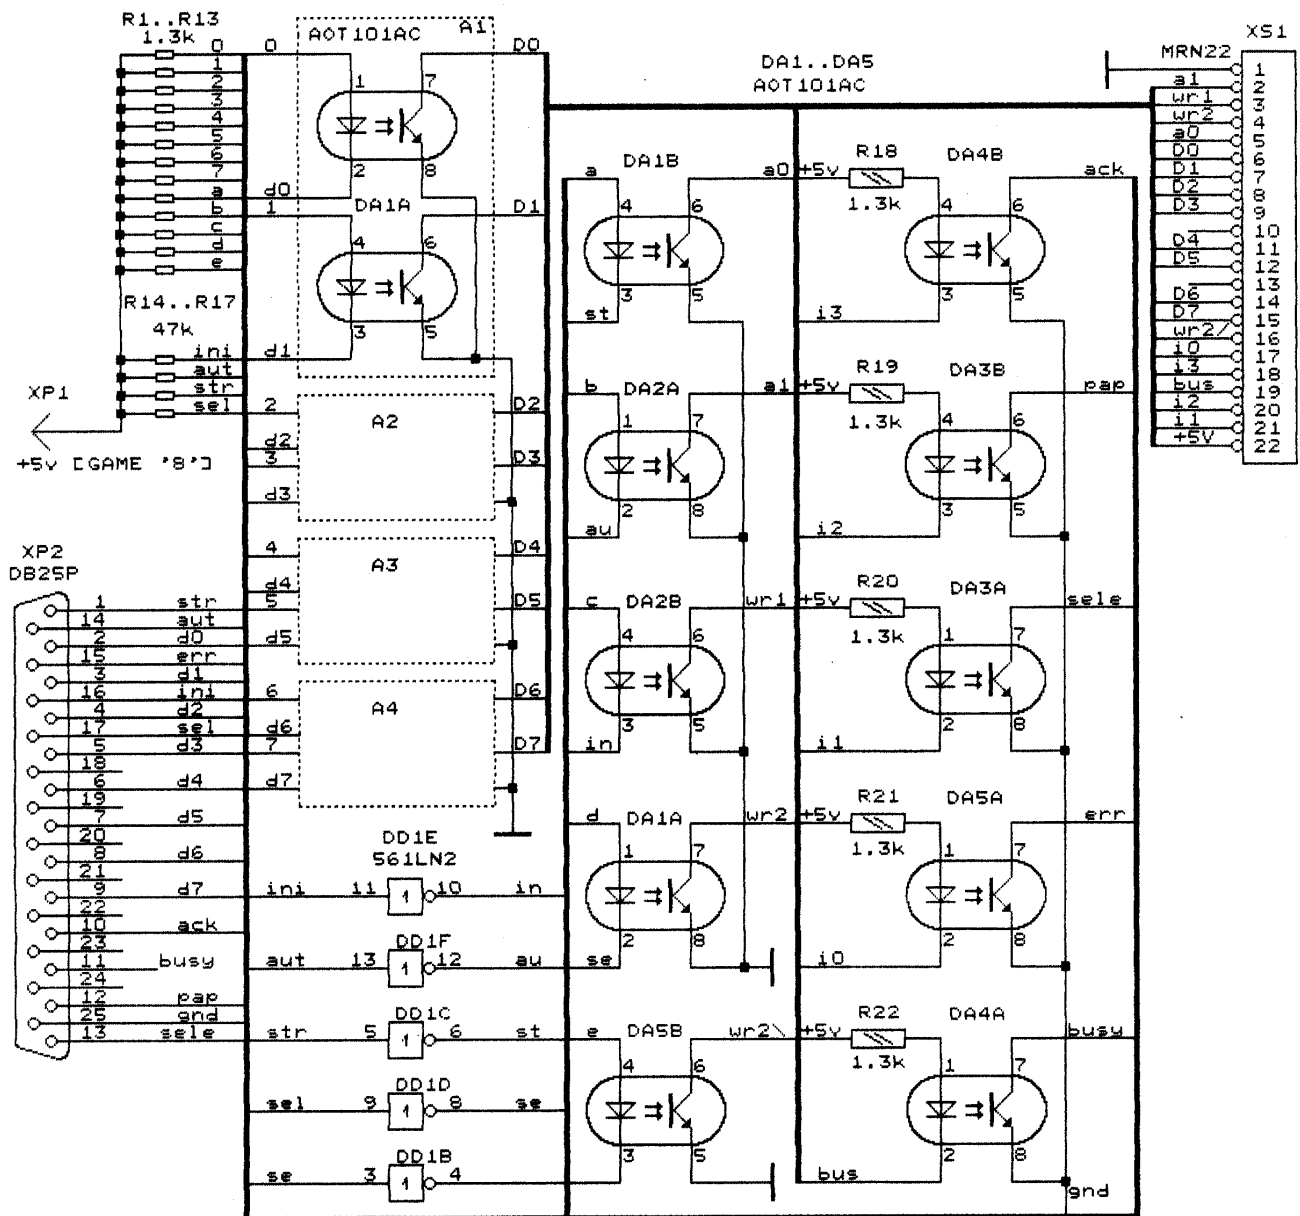 R1..R13
1.3k
0
1
2
3
4
5
6
7
a
b
c
d
e
R14..R17
47k
ini
aut
str
sel
XP1
+5v [GAME '8']
0
d0
1
d1
2
d2
3
d3
4
d4
5
d5
6
d6
7
d7
AOT101AC
A1
1
7
2
8
DA1A
4
6
3
5
A2
A3
A4
D0
D1
D2
D3
D4
D5
D6
D7
DA1..DA5
AOT101AC
XS1
MRN22
1
a1 2
wr1 3
wr2 4
a0 5
D0 6
D1 7
D2 8
D3 9
10
D4 11
D5 12
13
D6 14
D7 15
wr2/ 16
i0 17
i3 18
bus 19
i2 20
i1 21
+5V 22
XP2
DB25P
1 str
14 aut
2 d0
15 err
3 d1
16 ini
4 d2
17 sel
5 d3
18
6 d4
19
7 d5
20
8 d6
21
9 d7
22
10 ack
23
11 busy
24
12 pap
25 gnd
13 sele
DD1E
561LN2
ini 11 1 10 in
DD1F
aut 13 1 12 au
DD1C
str 5 1 6 st
DD1D
sel 9 1 8 se
DD1B
se 3 1 4
a DA1B a0
4 6
3 5
st
b DA2A a1
1 7
2 8
au
c DA2B wr1
4 6
3 5
in
d DA1A wr2
1 7
2 8
se
e DA5B wr2\
4 6
3 5
+5v R18 DA4B ack
1.3k
4 6
3 5
i3
+5v R19 DA3B pap
1.3k
4 6
3 5
i2
+5v R20 DA3A sele
1.3k
1 7
2 8
i1
+5v R21 DA5A err
1.3k
1 7
2 8
i0
+5v R22 DA4A busy
1.3k
1 7
2 8
bus
gnd